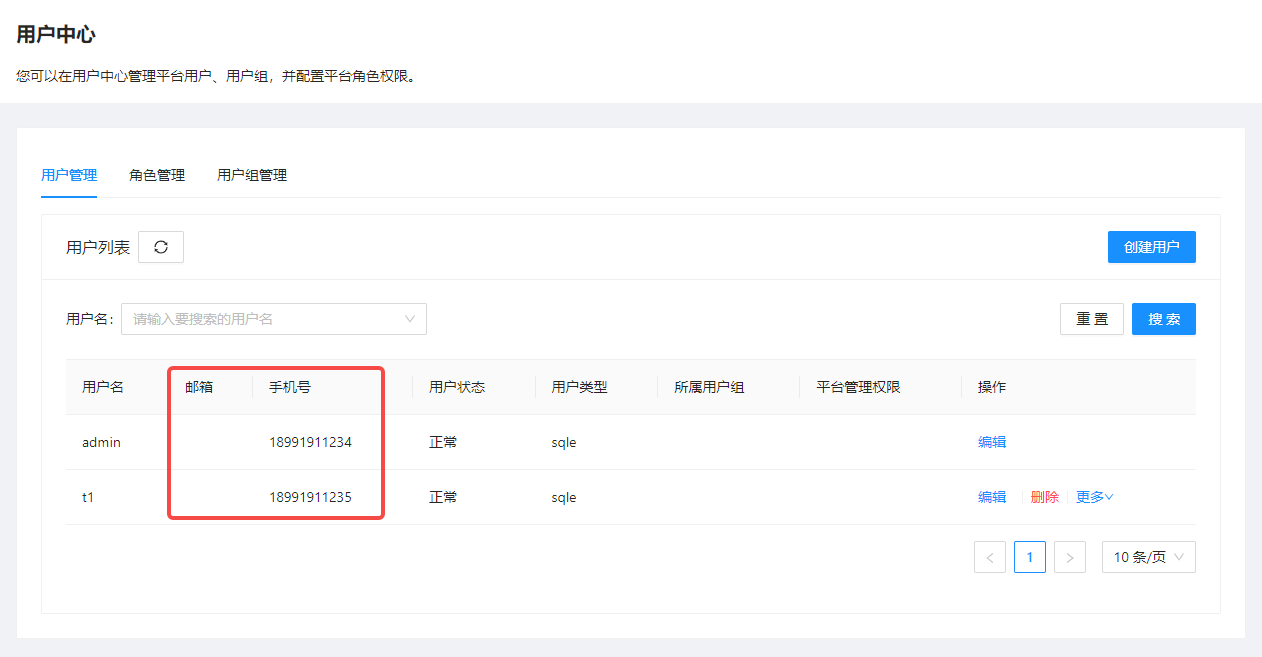 用户中心
您可以在用户中心管理平台用户、用户组，并配置平台角色权限。
用户管理 角色管理 用户组管理
用户列表 创建用户
用户名： 请输入要搜索的用户名 重 置 搜 索
用户名 邮箱 手机号 用户状态 用户类型 所属用户组 平台管理权限 操作
admin 18991911234 正常 sqle 编辑
t1 18991911235 正常 sqle 编辑 删除 更多
1 10 条/页